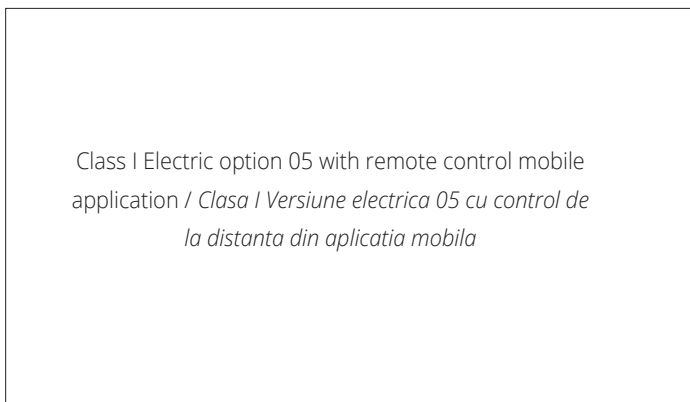 Class I Electric option 05 with remote control mobile
application / Clasa I Versiune electrica 05 cu control de
la distanta din aplicatia mobila